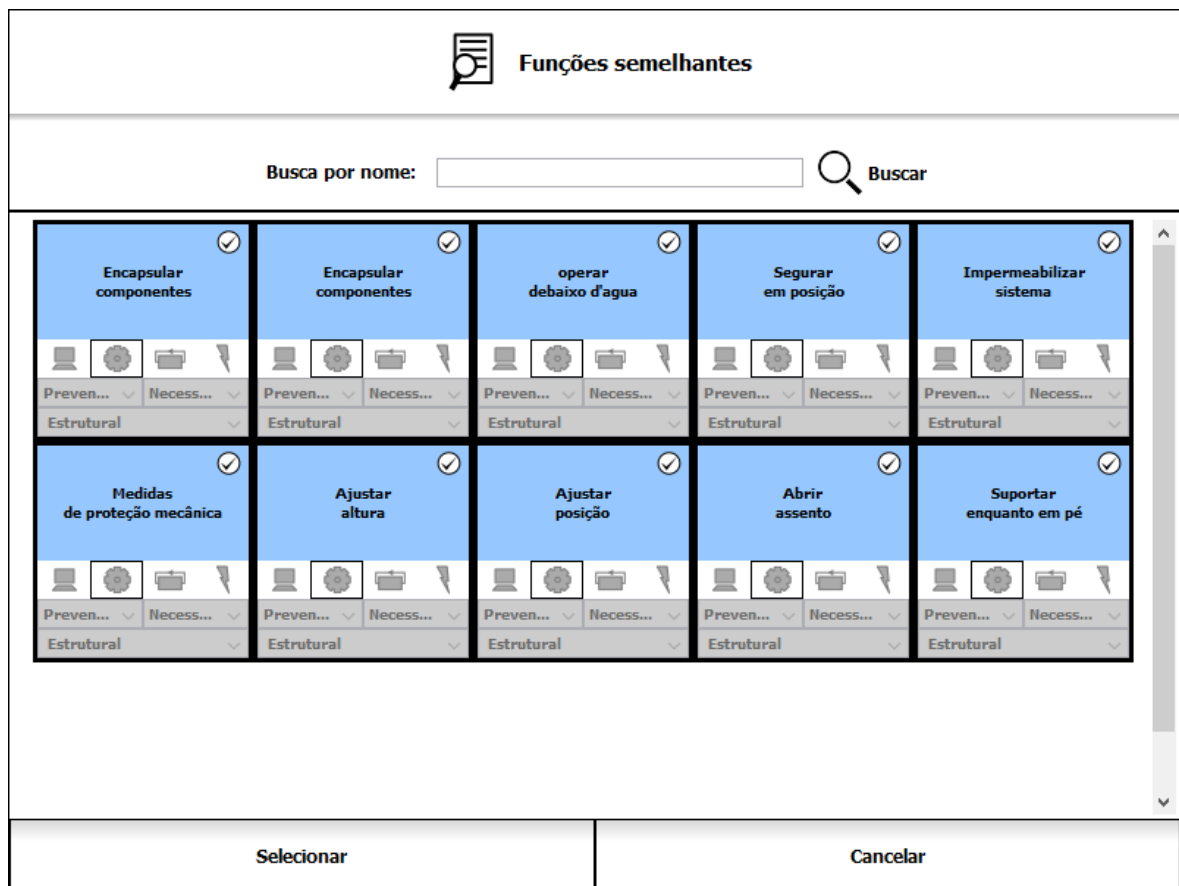 Funções semelhantes
Busca por nome:
Buscar
Encapsular
componentes
Encapsular
componentes
operar
debaixo d'agua
Segurar
em posição
Impermeabilizar
sistema
Preven... Necess... Preven... Necess... Preven... Necess... Preven... Necess... Preven... Necess...
Estrutural Estrutural Estrutural Estrutural Estrutural
Medidas
de proteção mecânica
Ajustar
altura
Ajustar
posição
Abrir
assento
Suportar
enquanto em pé
Preven... Necess... Preven... Necess... Preven... Necess... Preven... Necess... Preven... Necess...
Estrutural Estrutural Estrutural Estrutural Estrutural
Selecionar
Cancelar